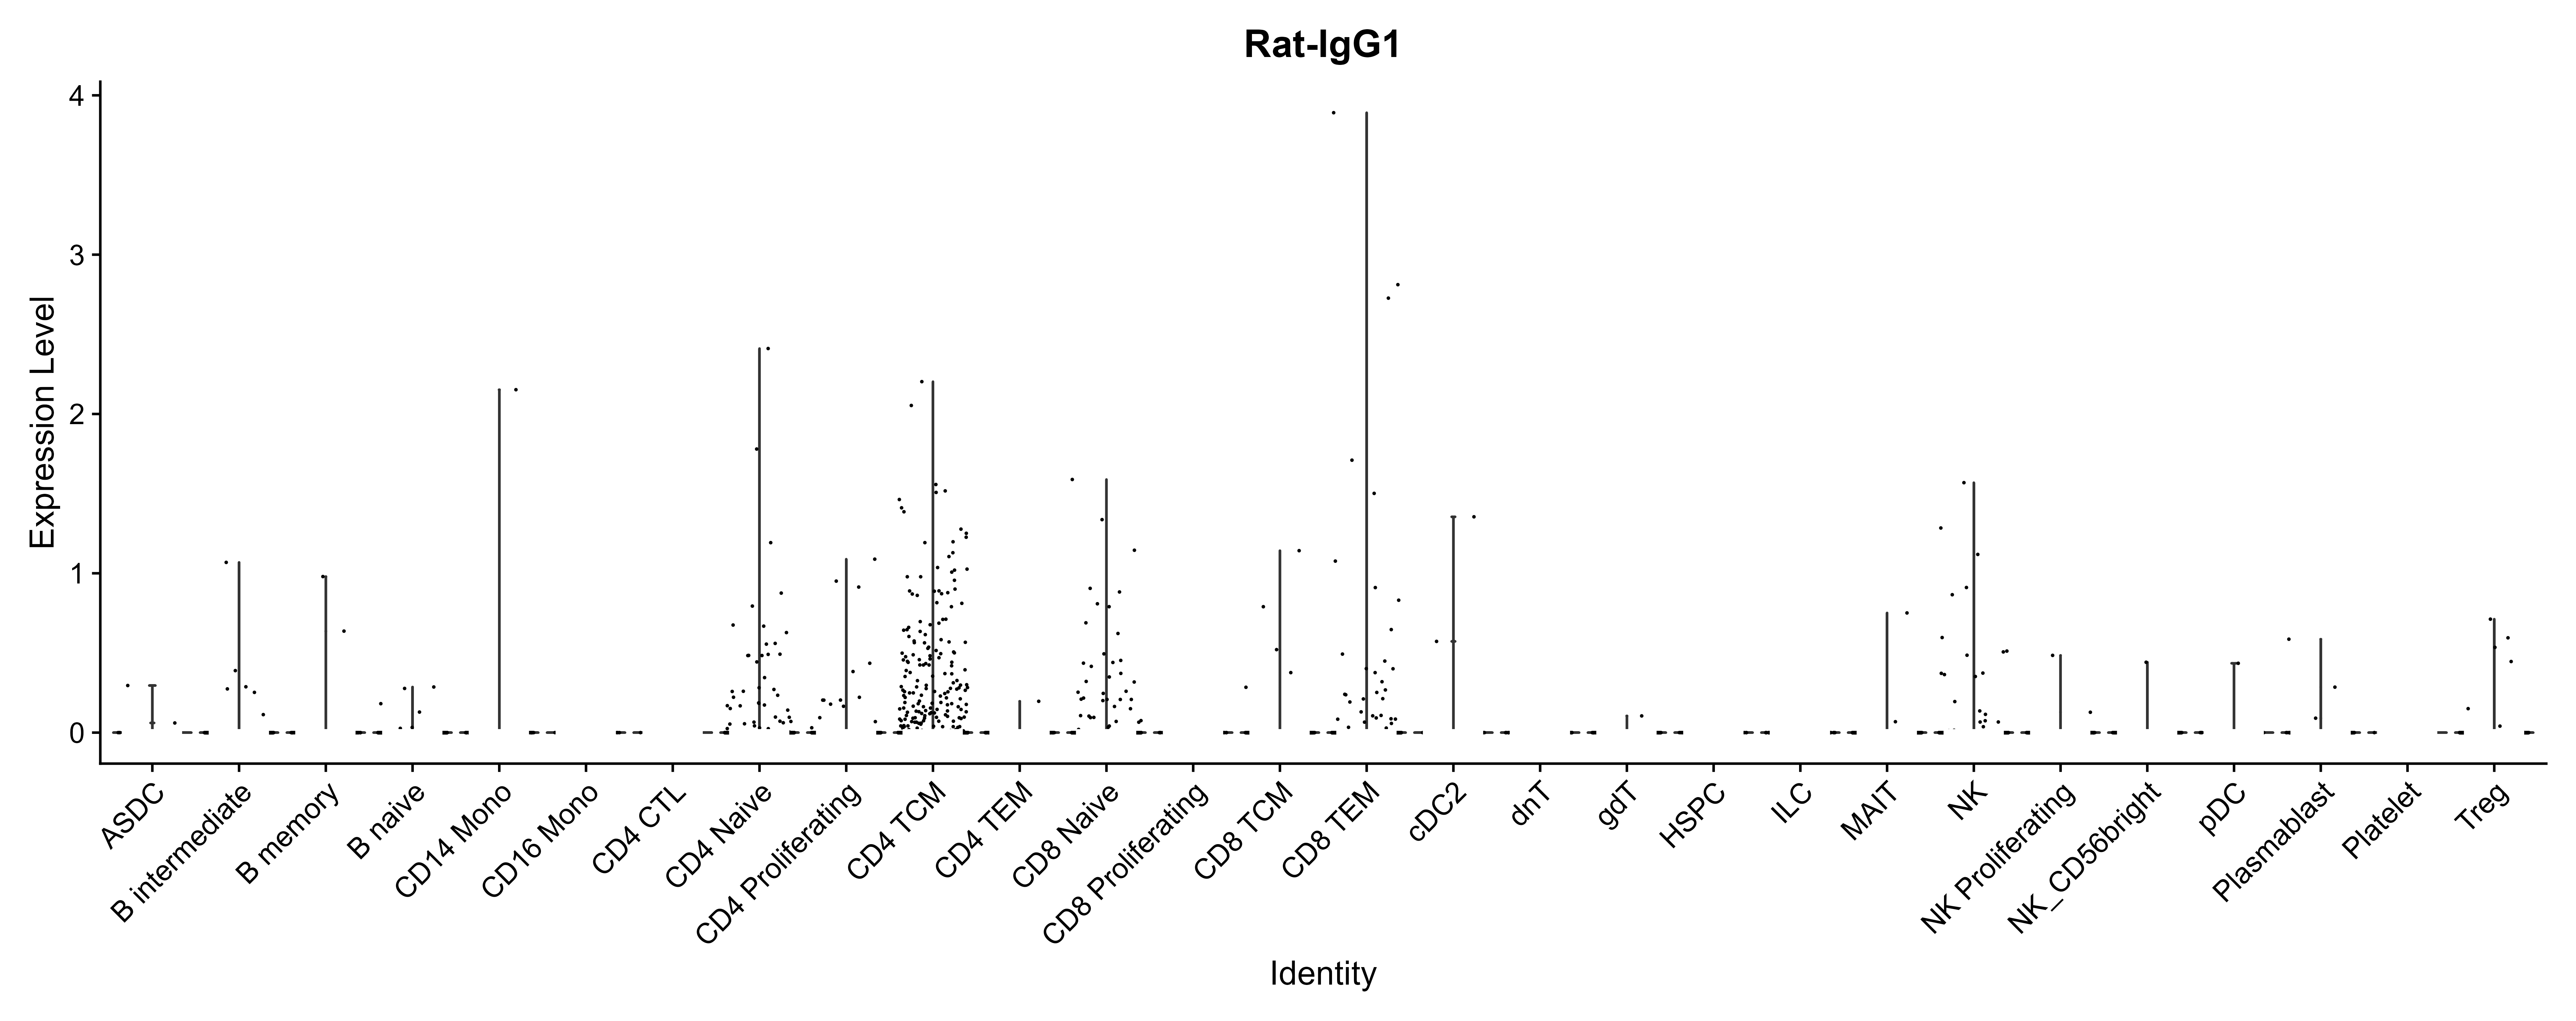 Rat-IgG1
Expression Level
4
3
2
1
0
ASDC
B intermediate
B memory
B naive
CD14 Mono
CD16 Mono
CD4 CTL
CD4 Naive
CD4 Proliferating
CD4 TCM
CD4 TEM
CD8 Naive
CD8 Proliferating
CD8 TCM
CD8 TEM
cDC2
dnT
gdT
HSPC
ILC
MAIT
NK
NK Proliferating
NK_CD56bright
pDC
Plasmablast
Platelet
Treg
Identity